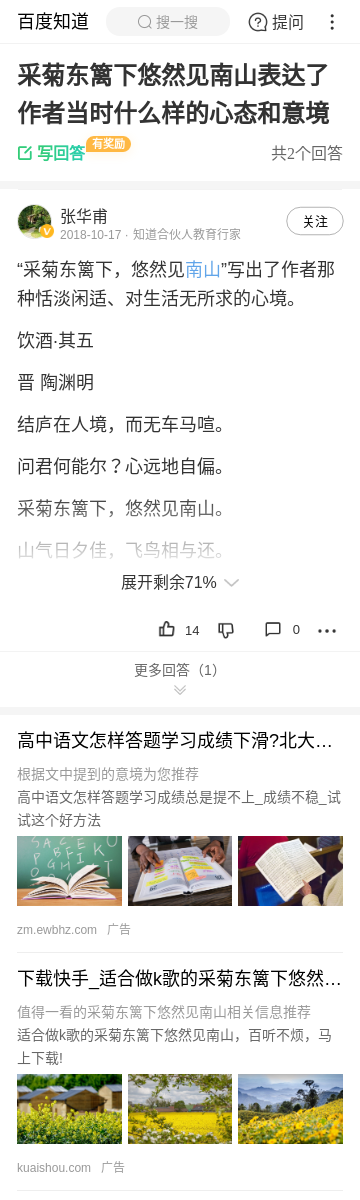 百度知道
搜一搜
提问
采菊东篱下悠然见南山表达了
作者当时什么样的心态和意境
写回答
有奖励
共2个回答
张华甫
2018-10-17 · 知道合伙人教育行家
关注
“采菊东篱下，悠然见南山”写出了作者那
种恬淡闲适、对生活无所求的心境。
饮酒·其五
晋 陶渊明
结庐在人境，而无车马喧。
问君何能尔？心远地自偏。
采菊东篱下，悠然见南山。
山气日夕佳，飞鸟相与还。
展开剩余71%
14
0
更多回答（1）
高中语文怎样答题学习成绩下滑?北大…
根据文中提到的意境为您推荐
高中语文怎样答题学习成绩总是提不上_成绩不稳_试
试这个好方法
zm.ewbhz.com 广告
下载快手_适合做k歌的采菊东篱下悠然…
值得一看的采菊东篱下悠然见南山相关信息推荐
适合做k歌的采菊东篱下悠然见南山，百听不烦，马
上下载!
kuaishou.com 广告